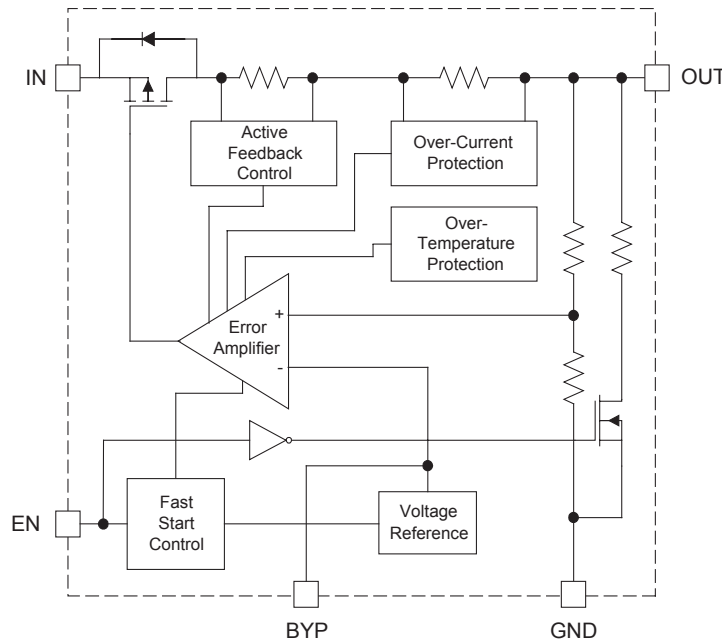 IN
OUT
Active
Feedback
Control
Over-Current
Protection
Over-
Temperature
Protection
Error
Amplifier
+
-
EN
Fast
Start
Control
Voltage
Reference
BYP
GND